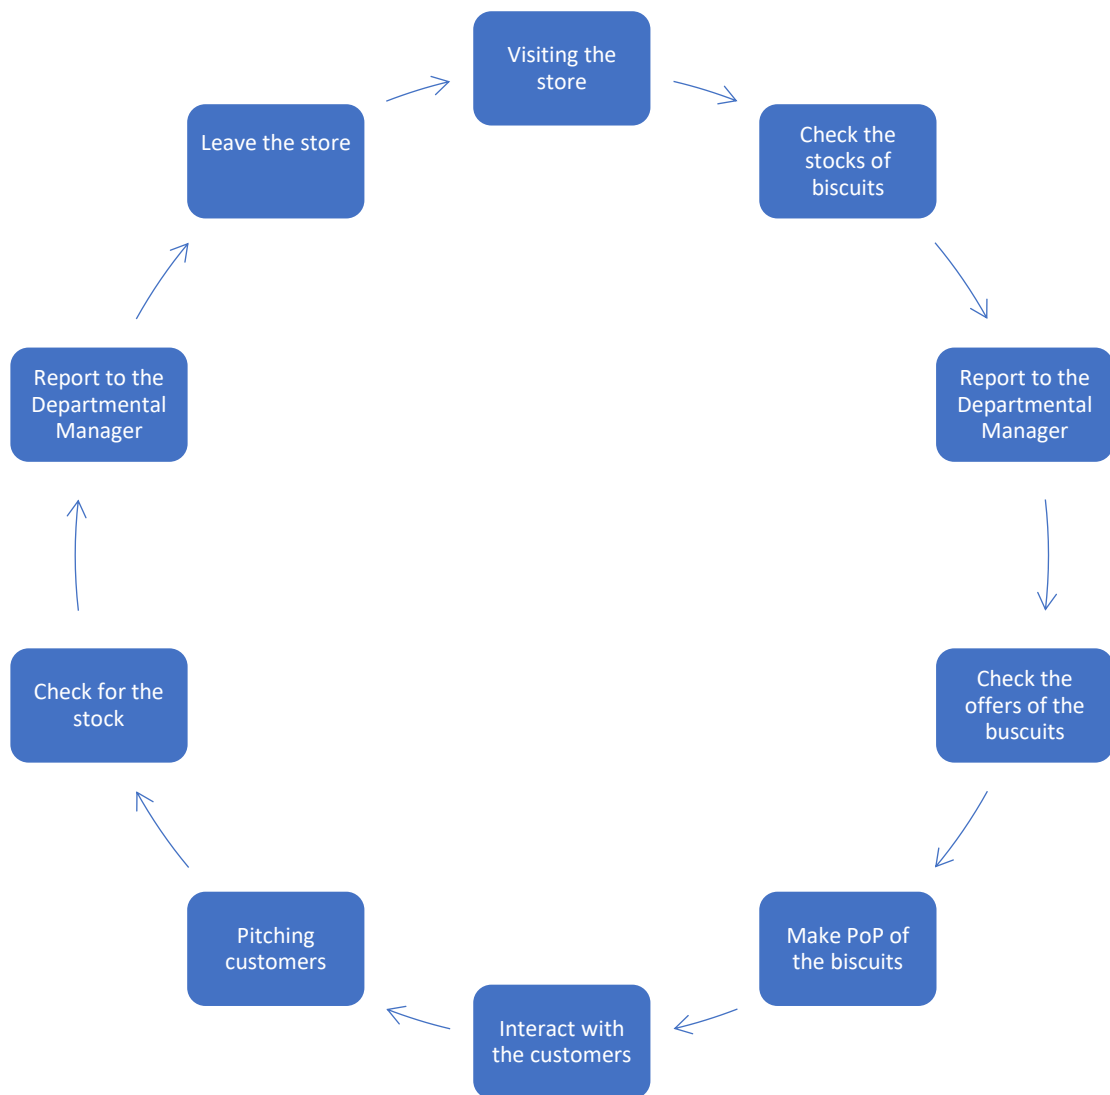 Visiting the
store
Check the
stocks of
biscuits
Report to the
Departmental
Manager
Check the
offers of the
buscuits
Make PoP of
the biscuits
Interact with
the customers
Pitching
customers
Check for the
stock
Report to the
Departmental
Manager
Leave the store